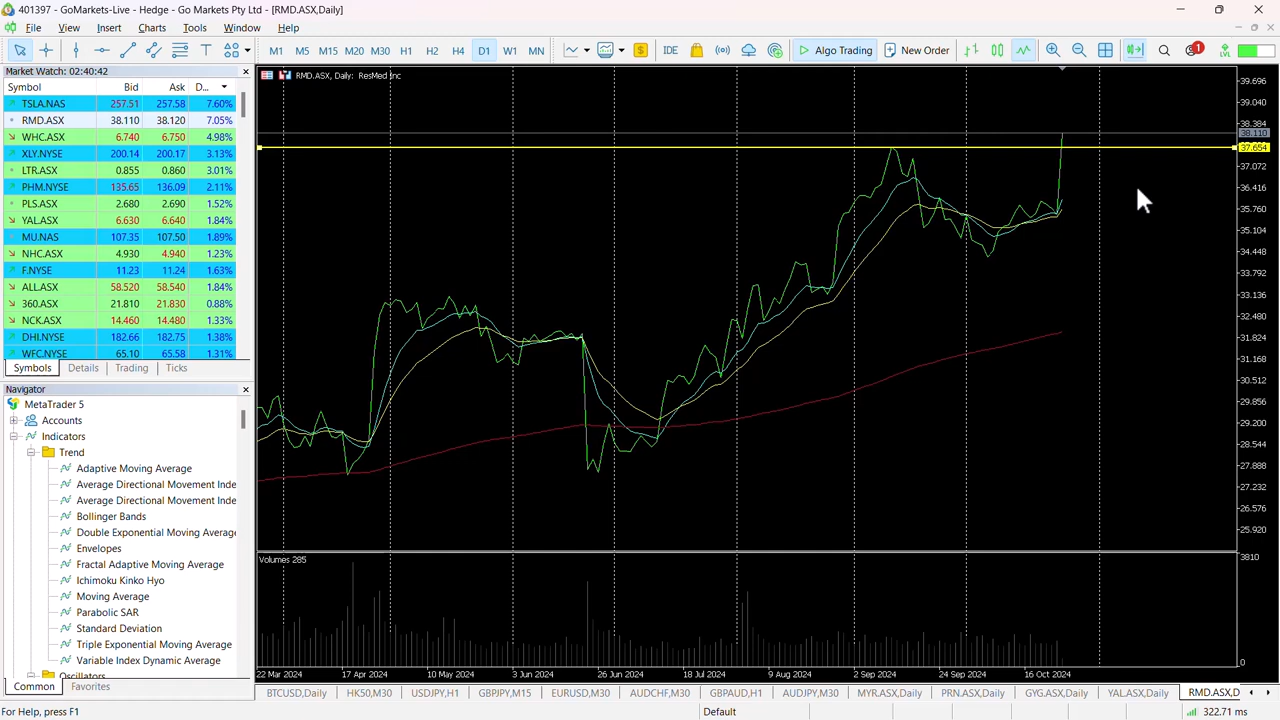 401397 - GoMarkets-Live - Hedge - Go Markets Pty Ltd - [RMD.ASX,Daily]
File View Insert Charts Tools Window Help
M1 M5 M15 M20 M30 H1 H2 H4 D1 W1 MN IDE Algo Trading New Order 1
Market Watch: 02:40:42
Symbol Bid Ask D...
TSLA.NAS 257.51 257.58 7.60%
RMD.ASX 38.110 38.120 7.05%
WHC.ASX 6.740 6.750 4.98%
XLY.NYSE 200.14 200.17 3.13%
LTR.ASX 0.855 0.860 3.01%
PHM.NYSE 135.65 136.09 2.11%
PLS.ASX 2.680 2.690 1.52%
YAL.ASX 6.630 6.640 1.84%
MU.NAS 107.35 107.50 1.89%
NHC.ASX 4.930 4.940 1.23%
F.NYSE 11.23 11.24 1.63%
ALL.ASX 58.520 58.540 1.84%
360.ASX 21.810 21.830 0.88%
NCK.ASX 14.460 14.480 1.33%
DHI.NYSE 182.66 182.75 1.38%
WFC.NYSE 65.10 65.58 1.31%
Symbols Details Trading Ticks
Navigator
MetaTrader 5
Accounts
Indicators
Trend
Adaptive Moving Average
Average Directional Movement Inde
Average Directional Movement Inde
Bollinger Bands
Double Exponential Moving Average
Envelopes
Fractal Adaptive Moving Average
Ichimoku Kinko Hyo
Moving Average
Parabolic SAR
Standard Deviation
Triple Exponential Moving Average
Variable Index Dynamic Average
Oscillators
Common Favorites
RMD.ASX, Daily: ResMed Inc
39.696
39.040
38.384
38.110
37.654
37.072
36.416
35.760
35.104
34.448
33.792
33.136
32.480
31.824
31.168
30.512
29.856
29.200
28.544
27.888
27.232
26.576
25.920
Volumes 285
3810
0
22 Mar 2024 17 Apr 2024 10 May 2024 3 Jun 2024 26 Jun 2024 18 Jul 2024 9 Aug 2024 2 Sep 2024 24 Sep 2024 16 Oct 2024
BTCUSD,Daily HK50,M30 USDJPY,H1 GBPJPY,M15 EURUSD,M30 AUDCHF,M30 GBPAUD,H1 AUDJPY,M30 MYR.ASX,Daily PRN.ASX,Daily GYG.ASX,Daily YAL.ASX,Daily RMD.ASX,D
For Help, press F1 Default 322.71 ms